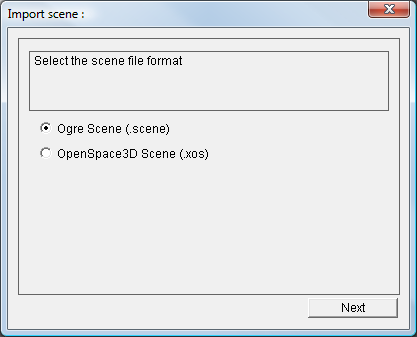 Import scene :
Select the scene file format
Ogre Scene (.scene)
OpenSpace3D Scene (.xos)
Next